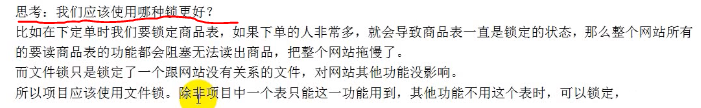 思考：我们应该使用哪种锁更好？
比如在下定单时我们要锁定商品表，如果下单的人非常多，就会导致商品表一直是锁定的状态，那么整个网站所有
的要读商品表的功能都会阻塞无法读出商品，把整个网站拖慢了。
而文件锁只是锁定了一个跟网站没有关系的文件，对网站其他功能没影响。
所以项目应该使用文件锁。除非项目中一个表只能这一功能用到，其他功能不用这个表时，可以锁定，